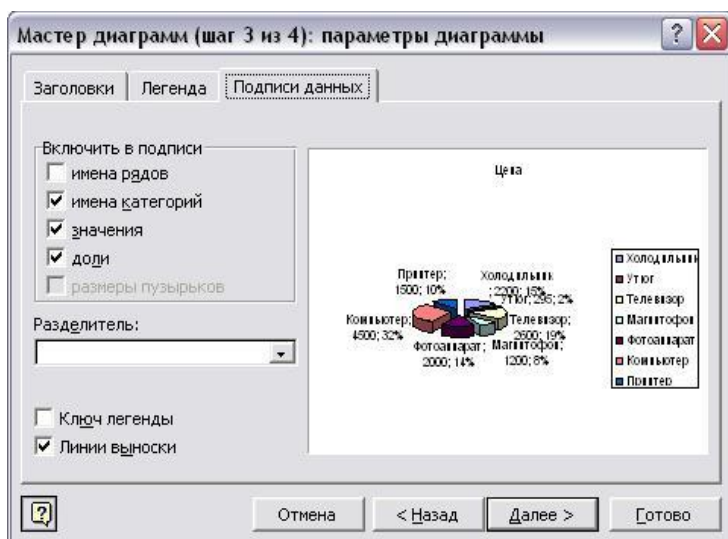 Мастер диаграмм (шаг 3 из 4): параметры диаграммы
Заголовки
Легенда
Подписи данных
Включить в подписи
имена рядов
имена категорий
значения
доли
размеры пузырьков
Разделитель:
Ключ легенды
Линии выноски
Цена
Принтер;
1500; 10%
Холодильник
; 2200; 15%
Утюг; 295; 2%
Компьютер;
4500; 32%
Телевизор;
2600; 19%
Фотоаппарат;
2000; 14%
Магнитофон;
1200; 8%
Холодильник
Утюг
Телевизор
Магнитофон
Фотоаппарат
Компьютер
Принтер
Отмена
< Назад
Далее >
Готово